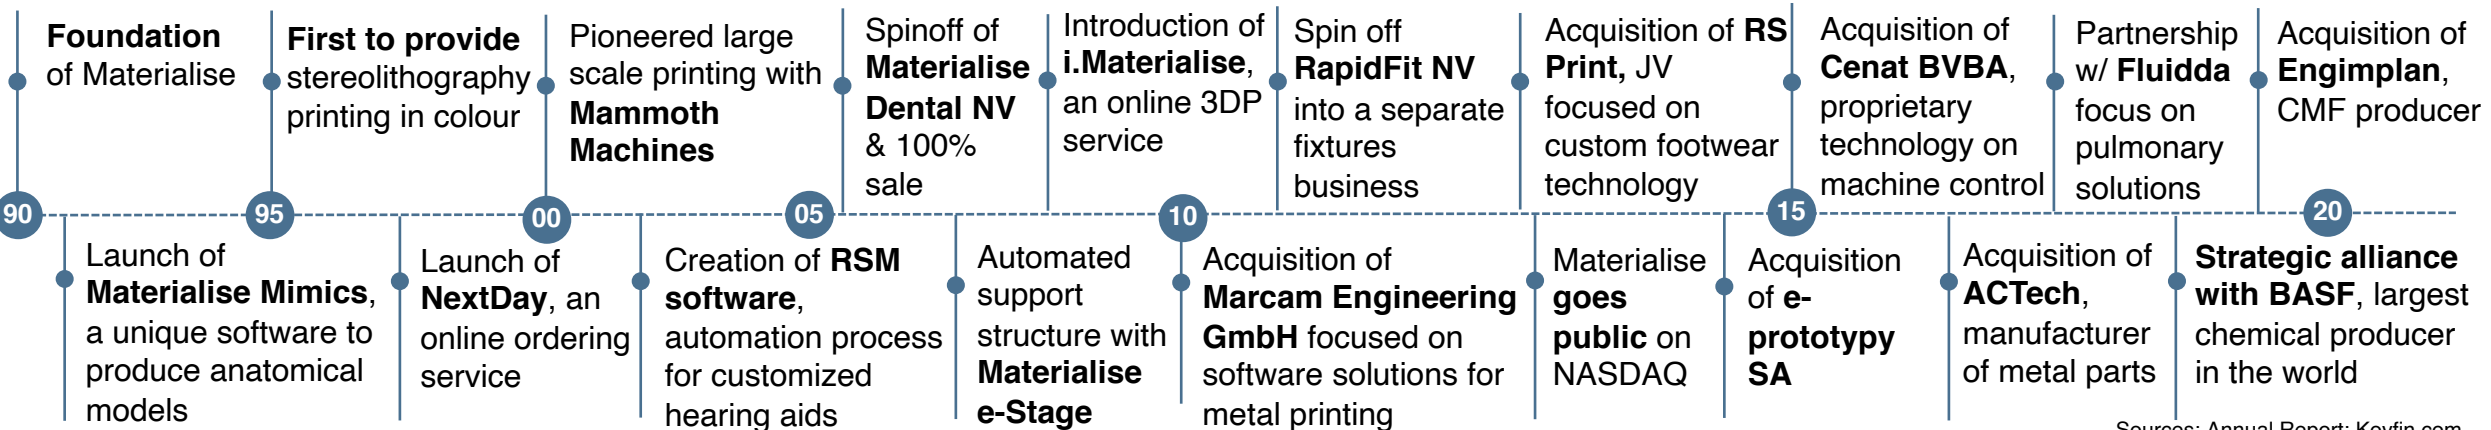 Foundation
of Materialise
First to provide
stereolithography
printing in colour
Pioneered large
scale printing with
Mammoth
Machines
Spinoff of
Materialise
Dental NV
& 100%
sale
Introduction of
i.Materialise,
an online 3DP
service
Spin off
RapidFit NV
into a separate
fixtures
business
Acquisition of RS
Print, JV
focused on
custom footwear
technology
Acquisition of
Cenat BVBA,
proprietary
technology on
machine control
Partnership
w/ Fluidda
focus on
pulmonary
solutions
Acquisition of
Engimplan,
CMF producer
90
95
00
05
10
15
20
Launch of
Materialise Mimics,
a unique software to
produce anatomical
models
Launch of
NextDay, an
online ordering
service
Creation of RSM
software,
automation process
for customized
hearing aids
Automated
support
structure with
Materialise
e-Stage
Acquisition of
Marcam Engineering
GmbH focused on
software solutions for
metal printing
Materialise
goes
public on
NASDAQ
Acquisition
of e-
prototypy
SA
Acquisition of
ACTech,
manufacturer
of metal parts
Strategic alliance
with BASF, largest
chemical producer
in the world
Sources: Annual Report; Koyfin.com